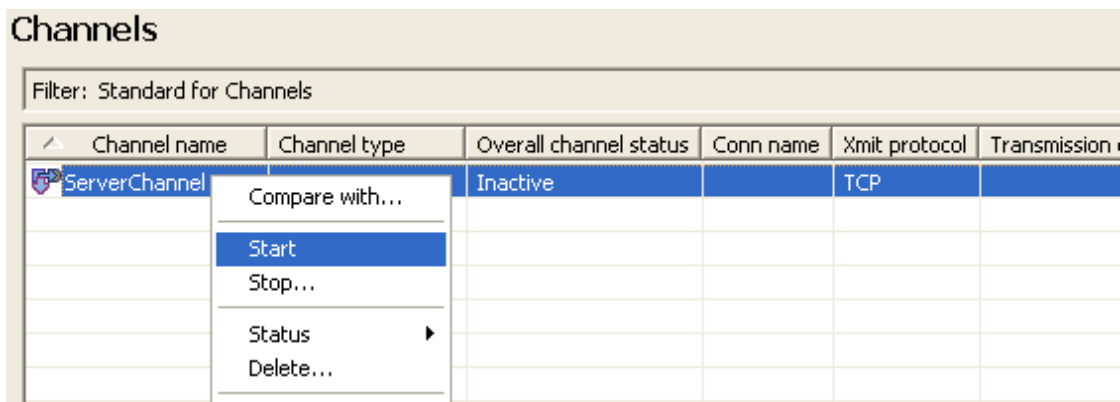 Channels
Filter: Standard for Channels
Channel name Channel type Overall channel status Conn name Xmit protocol Transmission
ServerChannel Inactive TCP
Compare with...
Start
Stop...
Status
Delete...